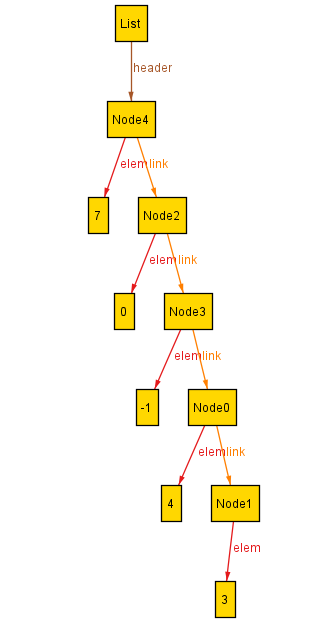 List
header
Node4
elem link
7
Node2
elem link
0
Node3
elem link
-1
Node0
elem link
4
Node1
elem
3